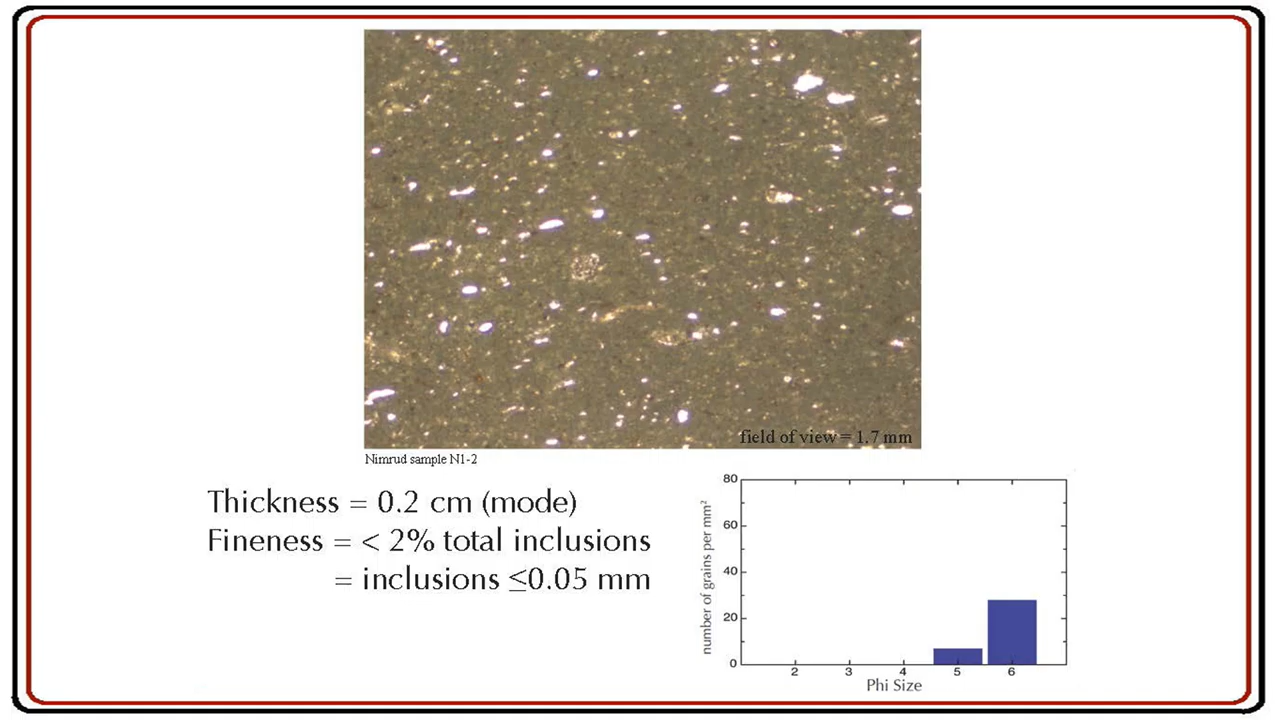 field of view = 1.7 mm
Nimrud sample N1-2
Thickness = 0.2 cm (mode)
Fineness = < 2% total inclusions
= inclusions ≤0.05 mm
80
60
40
20
0
number of grains per mm²
2 3 4 5 6
Phi Size